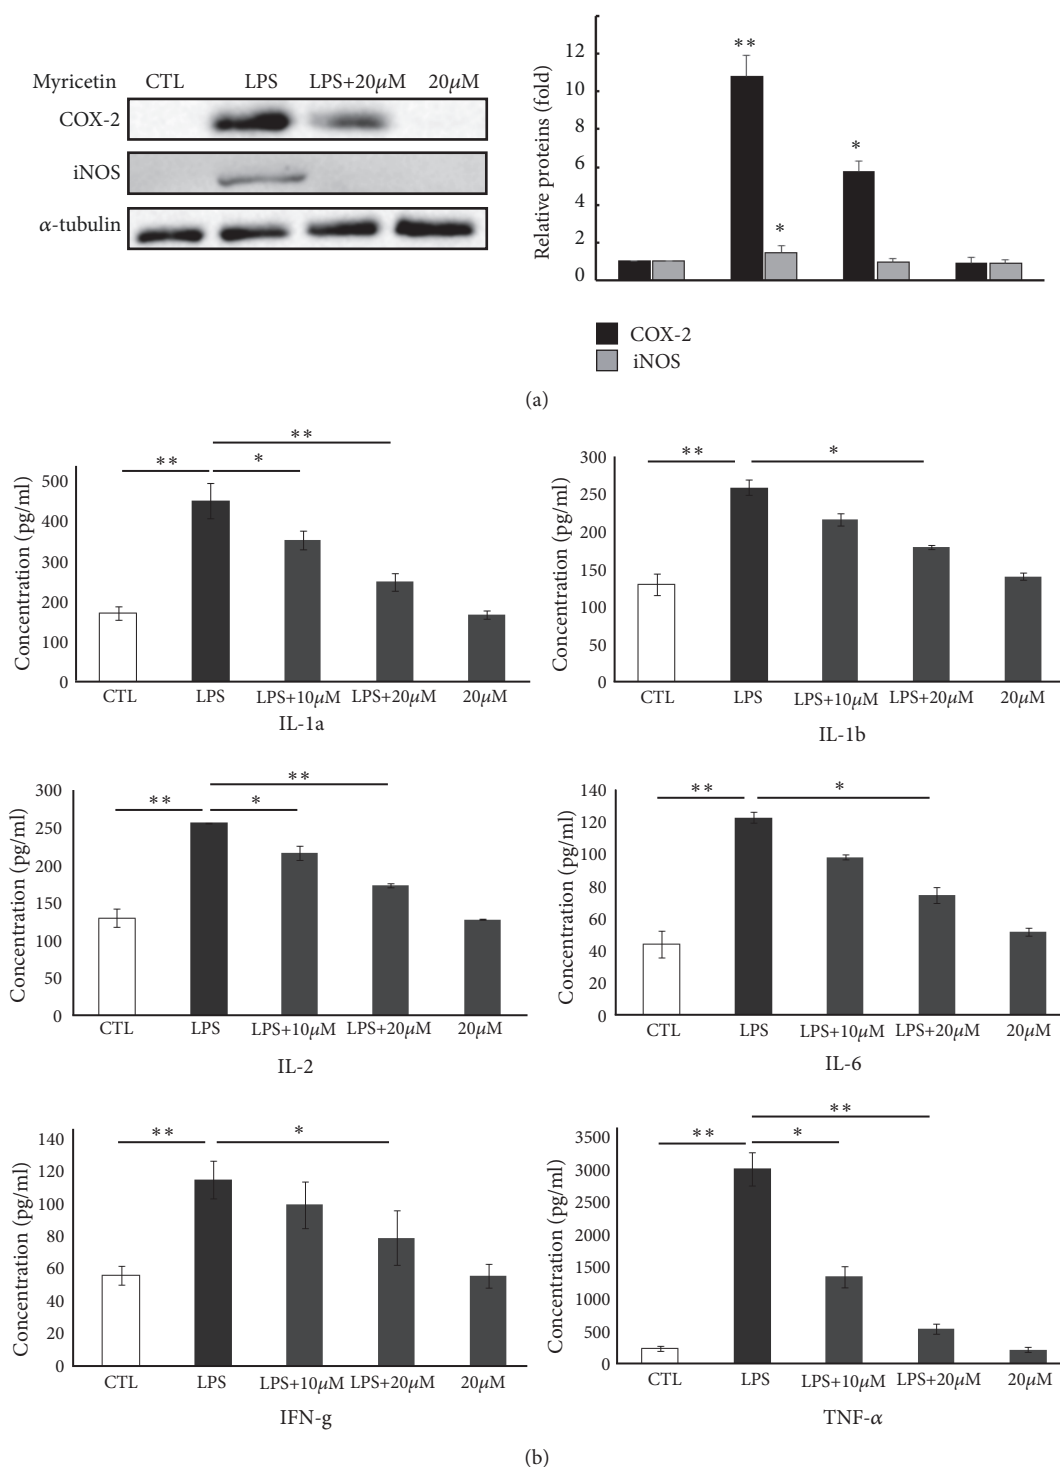 Myricetin CTL LPS LPS+20μM 20μM
COX-2
iNOS
α-tubulin
Relative proteins (fold)
12
10
8
6
4
2
0
**
*
*
COX-2
iNOS
(a)
Concentration (pg/ml)
500
400
300
200
100
0
**
** *
CTL LPS LPS+10μM LPS+20μM 20μM
IL-1a
Concentration (pg/ml)
300
250
200
150
100
50
0
** *
CTL LPS LPS+10μM LPS+20μM 20μM
IL-1b
Concentration (pg/ml)
300
250
200
150
100
50
0
**
** *
CTL LPS LPS+10μM LPS+20μM 20μM
IL-2
Concentration (pg/ml)
140
120
100
80
60
40
20
0
** *
CTL LPS LPS+10μM LPS+20μM 20μM
IL-6
Concentration (pg/ml)
140
120
100
80
60
40
20
0
** *
CTL LPS LPS+10μM LPS+20μM 20μM
IFN-g
Concentration (pg/ml)
3500
3000
2500
2000
1500
1000
500
0
**
** *
CTL LPS LPS+10μM LPS+20μM 20μM
TNF-α
(b)